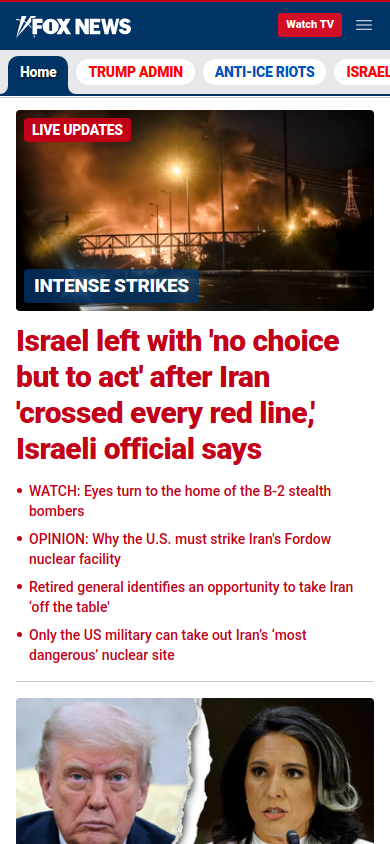 FOX NEWS
Watch TV
Home
TRUMP ADMIN
ANTI-ICE RIOTS
ISRAEL
LIVE UPDATES
INTENSE STRIKES
Israel left with 'no choice
but to act' after Iran
'crossed every red line,'
Israeli official says
WATCH: Eyes turn to the home of the B-2 stealth
bombers
OPINION: Why the U.S. must strike Iran's Fordow
nuclear facility
Retired general identifies an opportunity to take Iran
‘off the table’
Only the US military can take out Iran’s ‘most
dangerous’ nuclear site